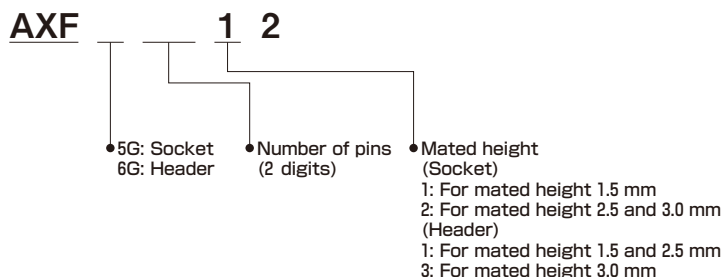 AXF 1 2
5G: Socket
6G: Header
Number of pins
(2 digits)
Mated height
(Socket)
1: For mated height 1.5 mm
2: For mated height 2.5 and 3.0 mm
(Header)
1: For mated height 1.5 and 2.5 mm
3: For mated height 3.0 mm